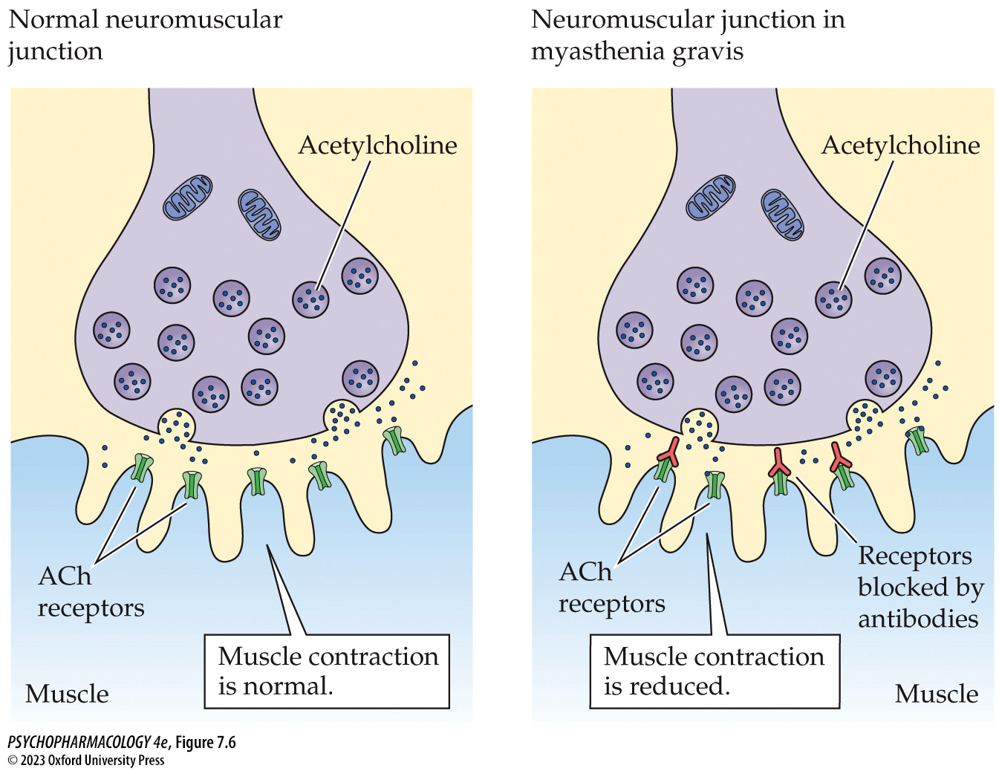 Normal neuromuscular
junction
Acetylcholine
ACh
receptors
Muscle contraction
is normal.
Muscle
Neuromuscular junction in
myasthenia gravis
Acetylcholine
ACh
receptors
Receptors
blocked by
antibodies
Muscle contraction
is reduced.
Muscle
PSYCHOPHARMACOLOGY 4e, Figure 7.6
© 2023 Oxford University Press